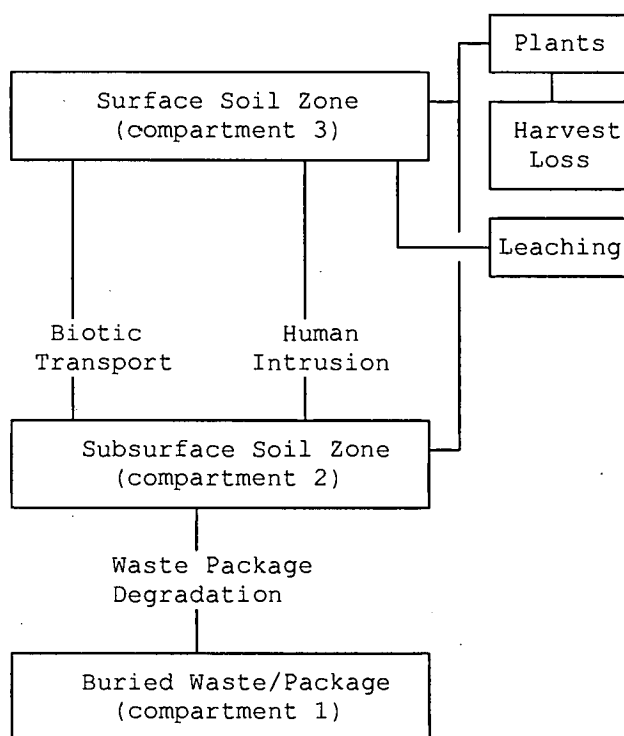 Plants
Surface Soil Zone
(compartment 3)
Harvest
Loss
Leaching
Biotic
Transport
Human
Intrusion
Subsurface Soil Zone
(compartment 2)
Waste Package
Degradation
Buried Waste/Package
(compartment 1)